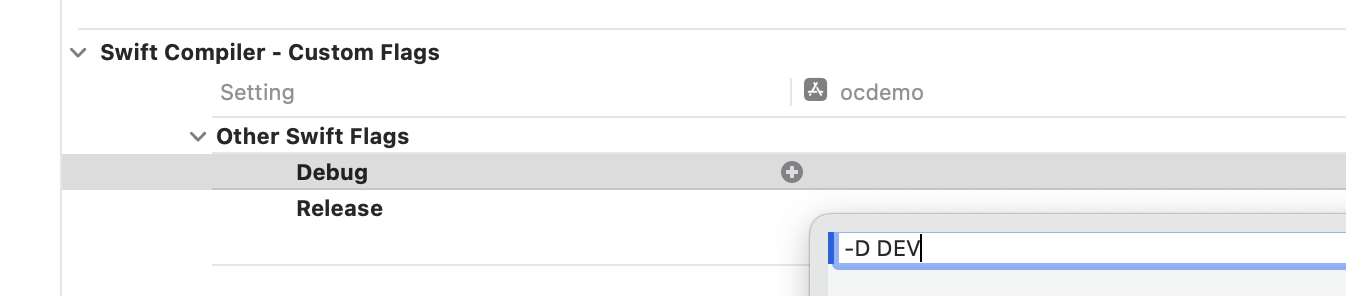 Swift Compiler - Custom Flags
Setting ocdemo
Other Swift Flags
Debug
Release
-D DEV